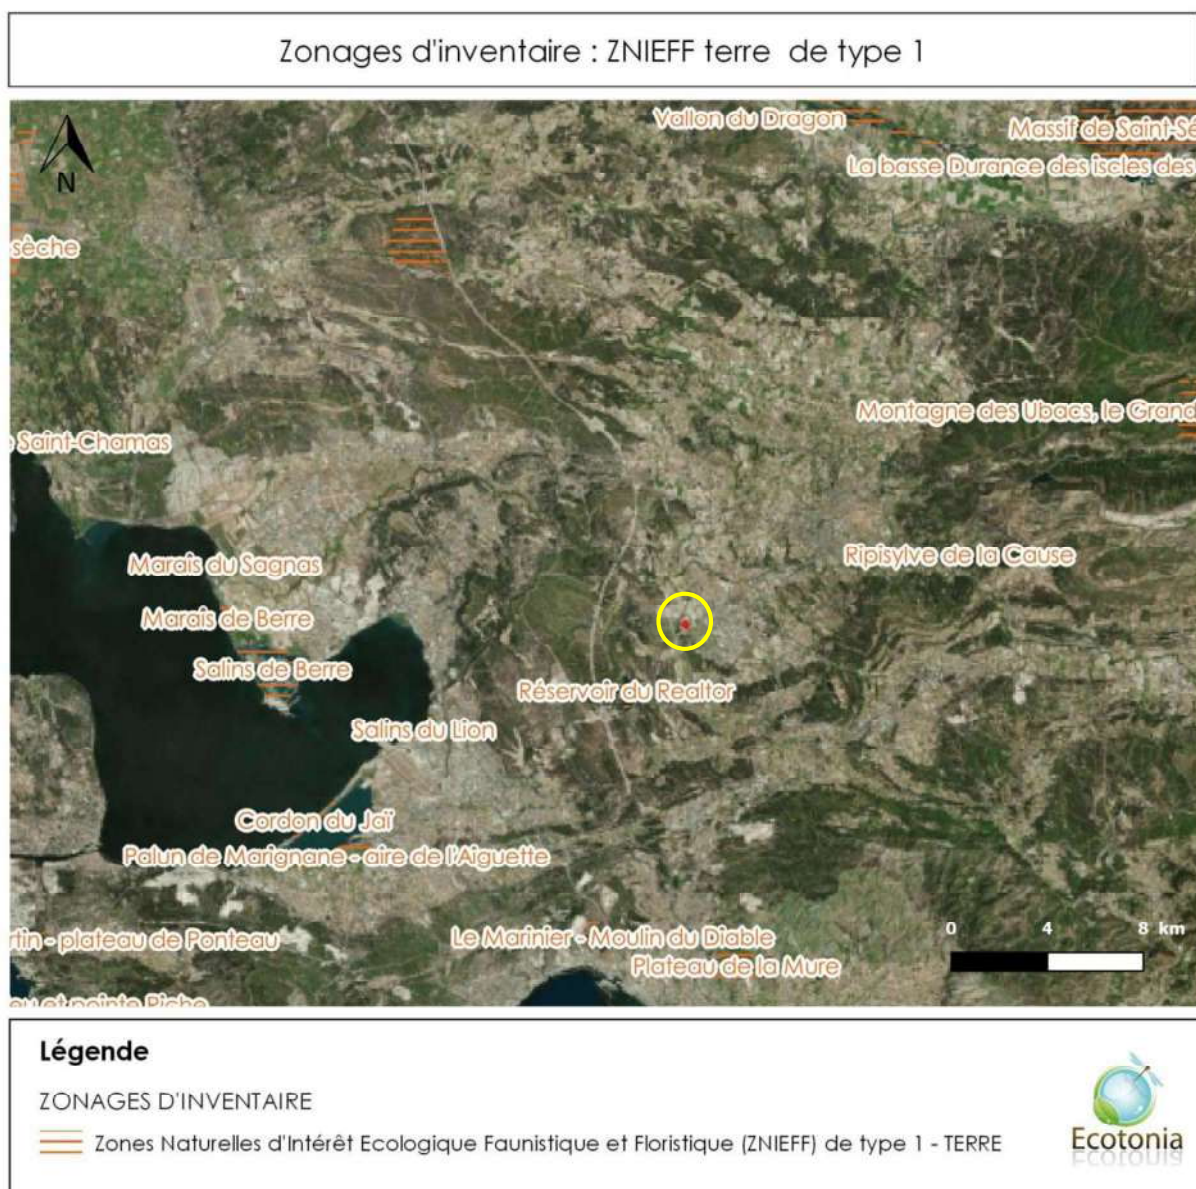 Zonages d'inventaire : ZNIEFF terre de type 1
Vallon du Dragon
Massif de Saint-Sé
La basse Durance des iscles des
N
sèche
Montagne des Ubacs, le Grand
Saint-Chamas
Ripisylve de la Cause
Marais du Sagnas
Marais de Berre
Salins de Berre
Réservoir du Realtor
Salins du Lion
Cordon du Jaï
Palun de Marignane - aire de l'Aiguette
0 4 8 km
rtin - plateau de Ponteau
Le Marinier - Moulin du Diable
Plateau de la Mure
et pointe Riche
Légende
ZONAGES D'INVENTAIRE
Zones Naturelles d'Intérêt Ecologique Faunistique et Floristique (ZNIEFF) de type 1 - TERRE
Ecotonia